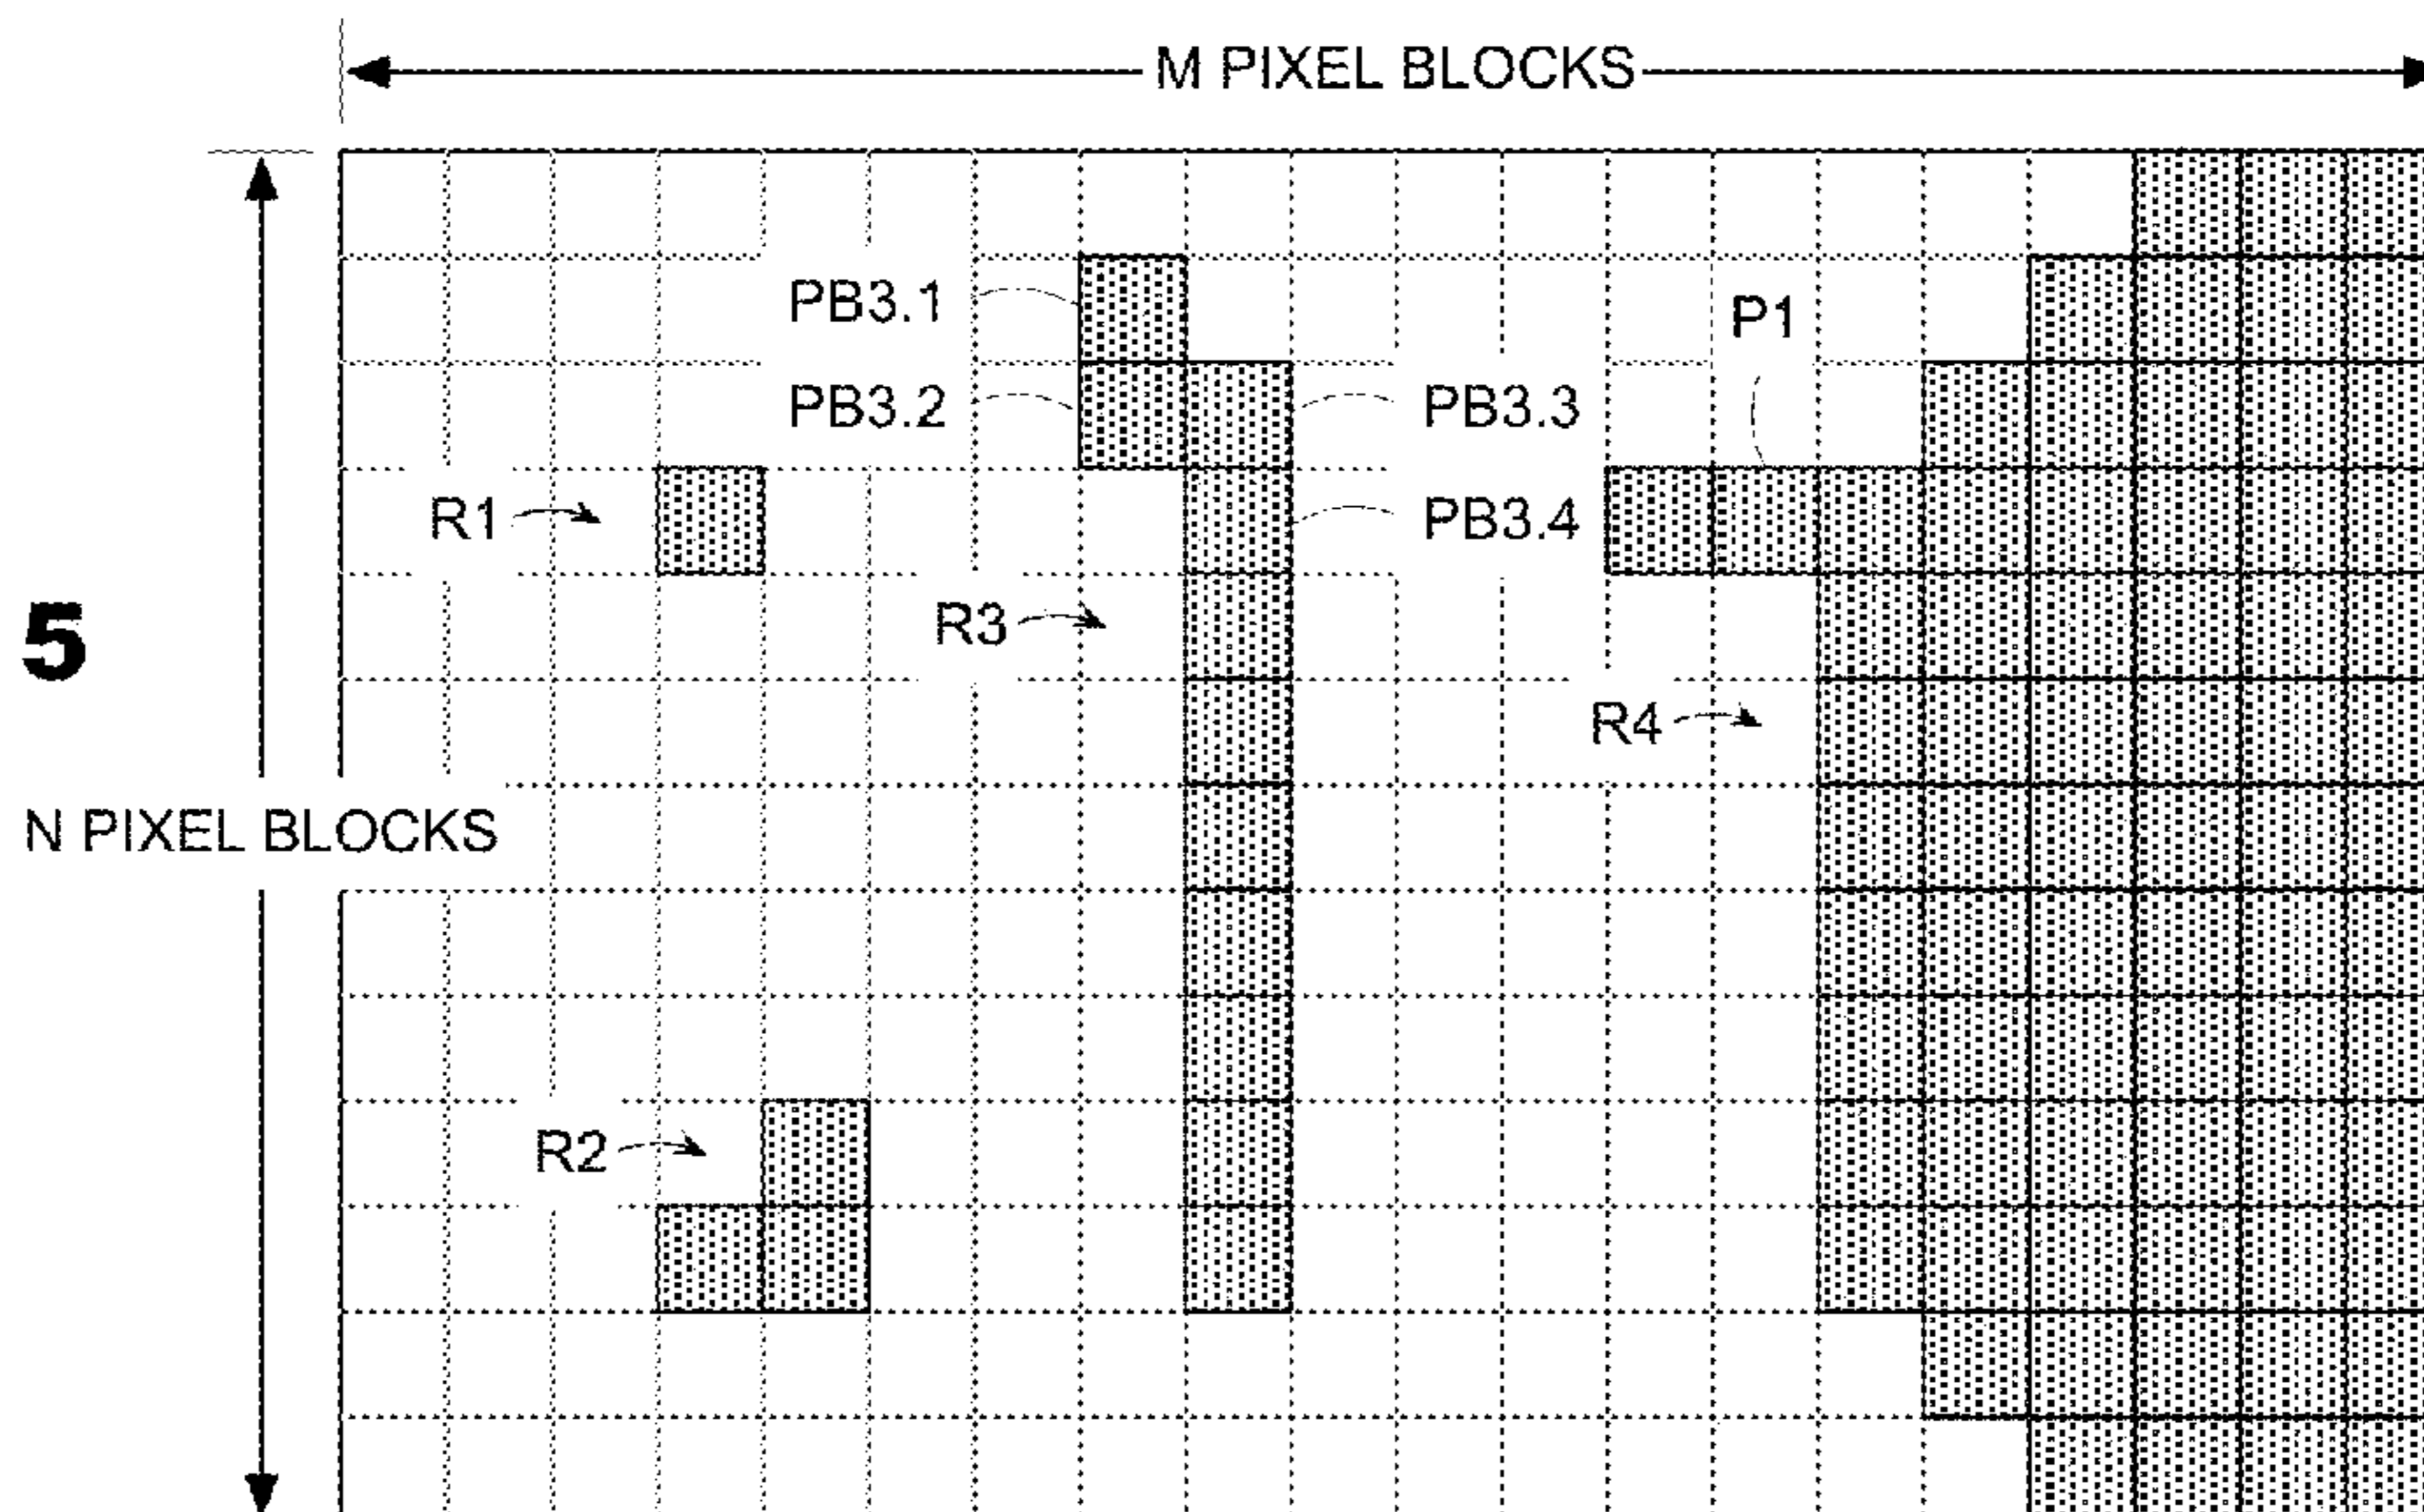 M PIXEL BLOCKS
PB3.1
P1
PB3.2
PB3.3
R1
PB3.4
R3
5
R4
N PIXEL BLOCKS
R2